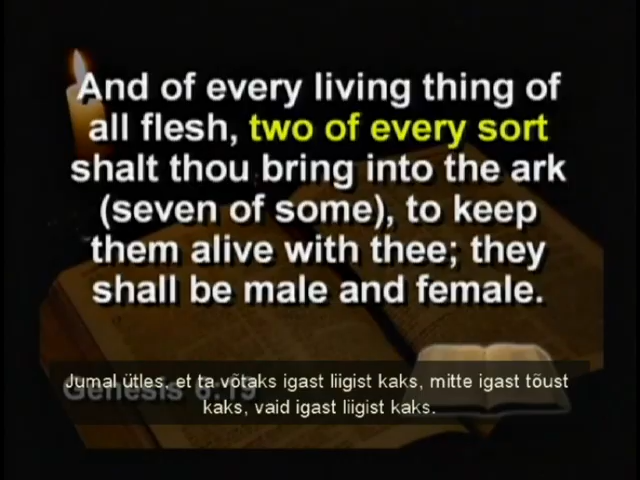 And of every living thing of
all flesh, two of every sort
shalt thou bring into the ark
(seven of some), to keep
them alive with thee; they
shall be male and female.
Genesis 6:19
Jumal ütles, et ta võtaks igast liigist kaks, mitte igast tõust
kaks, vaid igast liigist kaks.